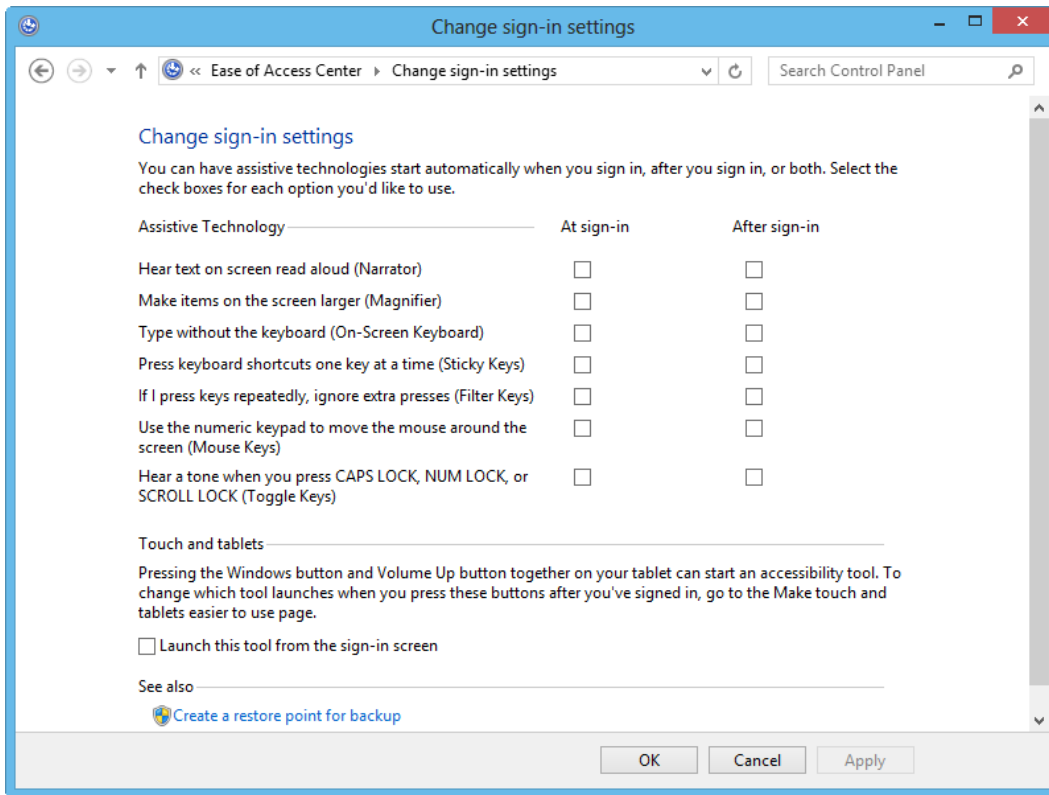 Change sign-in settings
« Ease of Access Center Change sign-in settings
Search Control Panel
Change sign-in settings
You can have assistive technologies start automatically when you sign in, after you sign in, or both. Select the
check boxes for each option you'd like to use.
Assistive Technology At sign-in After sign-in
Hear text on screen read aloud (Narrator)
Make items on the screen larger (Magnifier)
Type without the keyboard (On-Screen Keyboard)
Press keyboard shortcuts one key at a time (Sticky Keys)
If I press keys repeatedly, ignore extra presses (Filter Keys)
Use the numeric keypad to move the mouse around the
screen (Mouse Keys)
Hear a tone when you press CAPS LOCK, NUM LOCK, or
SCROLL LOCK (Toggle Keys)
Touch and tablets
Pressing the Windows button and Volume Up button together on your tablet can start an accessibility tool. To
change which tool launches when you press these buttons after you've signed in, go to the Make touch and
tablets easier to use page.
Launch this tool from the sign-in screen
See also
Create a restore point for backup
OK Cancel Apply